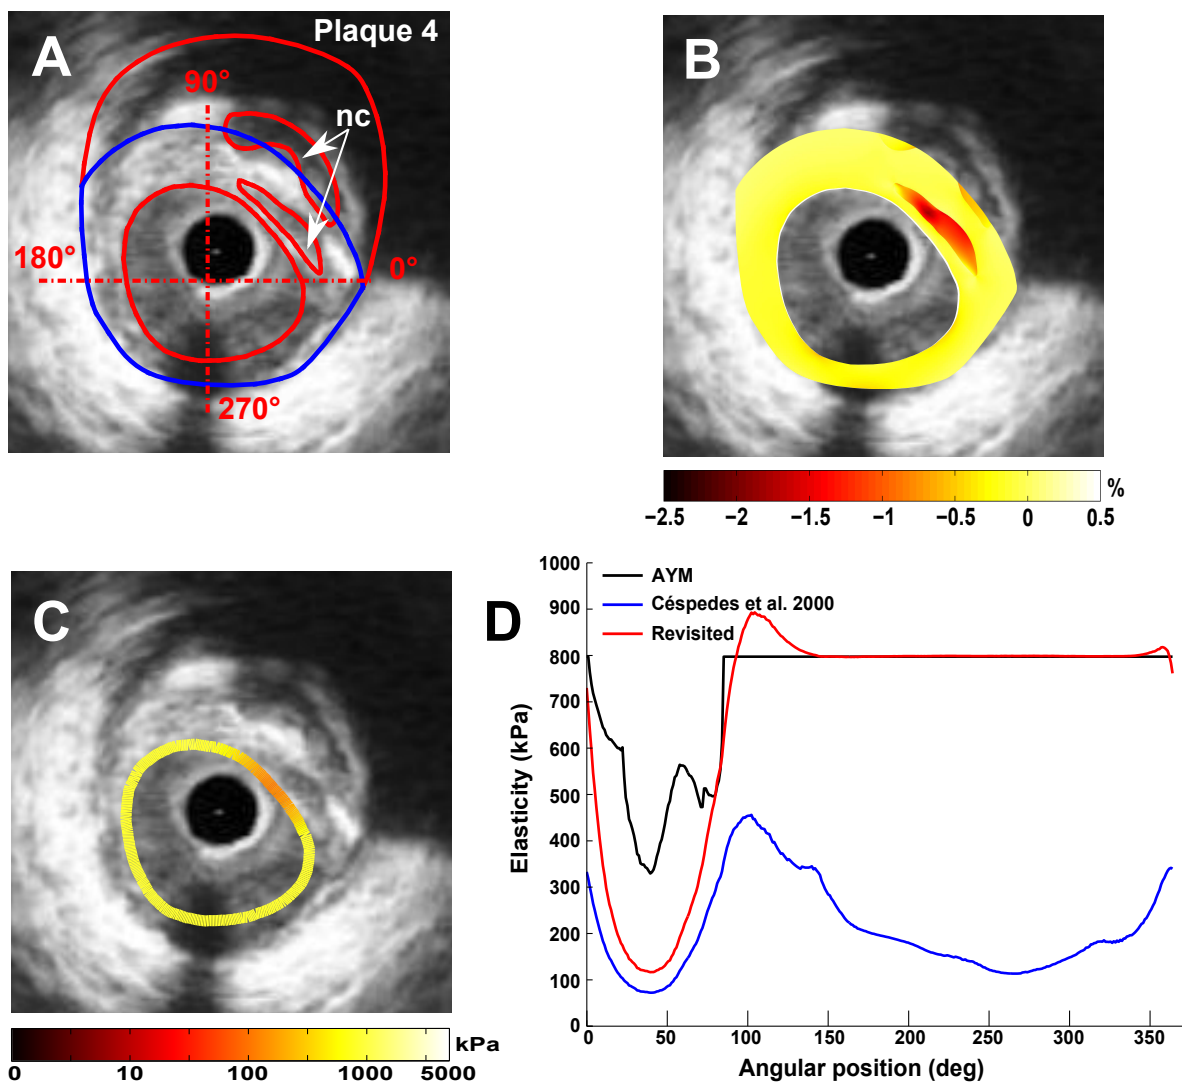 A
Plaque 4
90°
nc
180°
0°
270°
B
−2.5 −2 −1.5 −1 −0.5 0 0.5
%
C
0 10 100 1000 5000
kPa
D
AYM
Céspedes et al. 2000
Revisited
Elasticity (kPa)
1000
900
800
700
600
500
400
300
200
100
0
0 50 100 150 200 250 300 350
Angular position (deg)